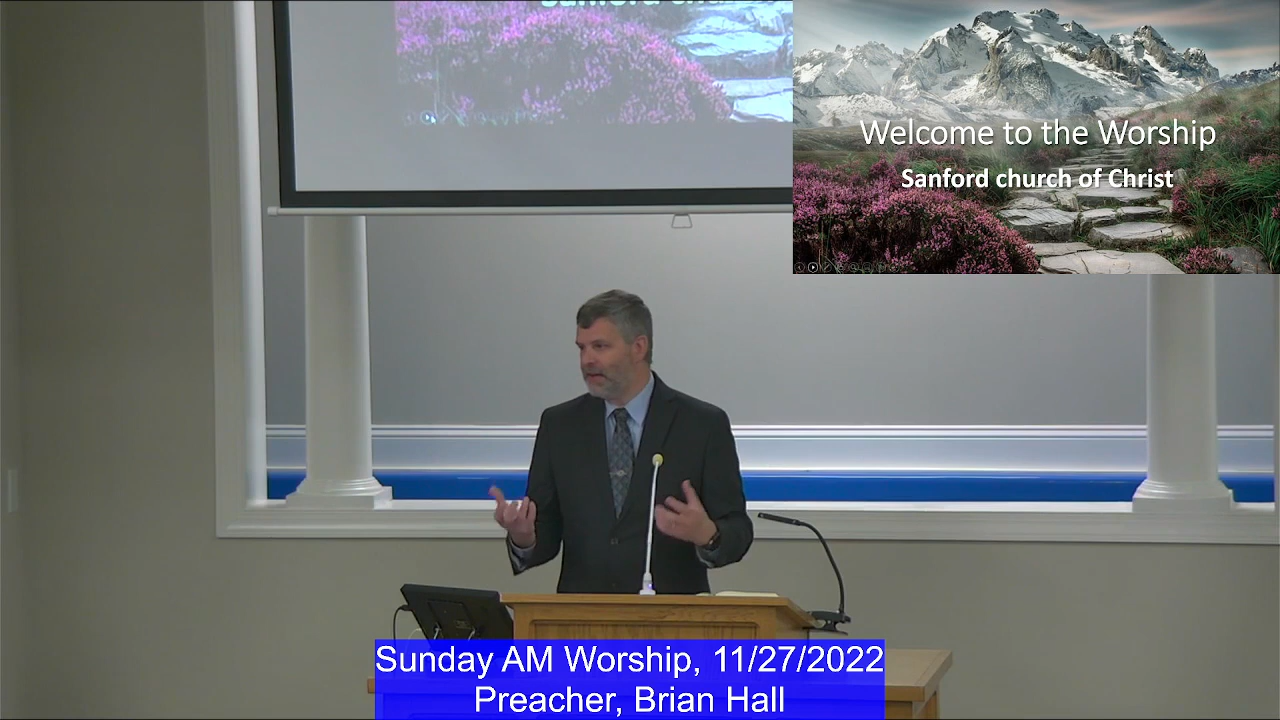 Welcome to the Worship
Sanford church of Christ
Sunday AM Worship, 11/27/2022
Preacher, Brian Hall